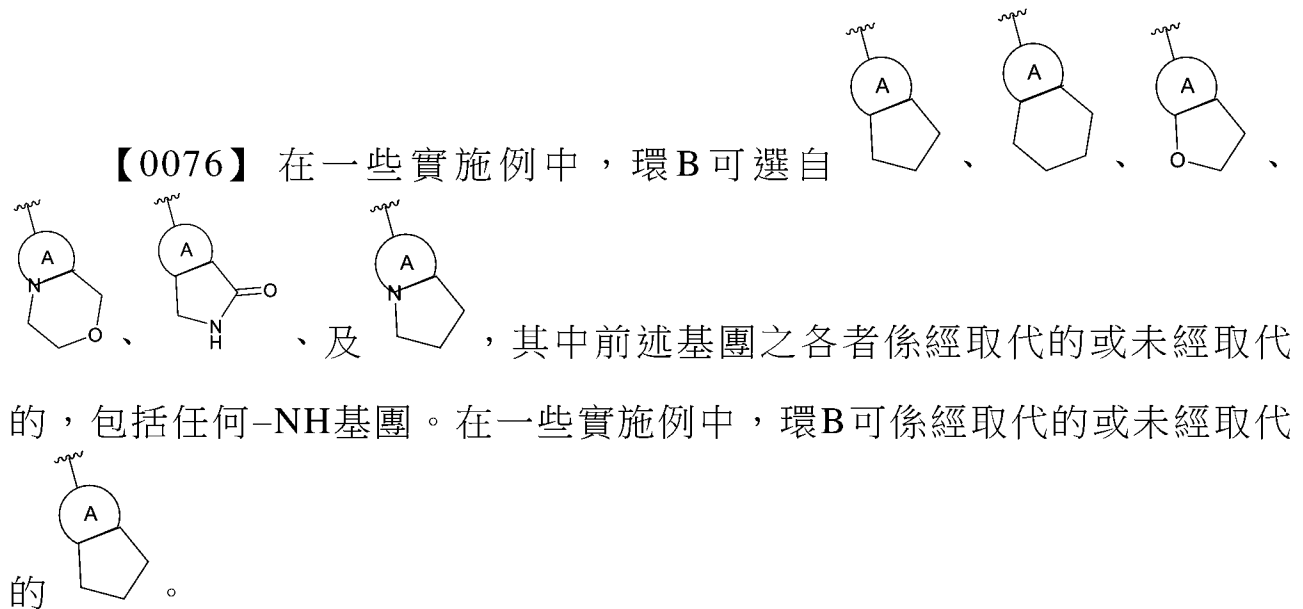 A A A
【0076】在一些實施例中，環B可選自 、 、 O 、
A N O 、 A O N H 、及 A N ，其中前述基團之各者係經取代的或未經取代
的，包括任何–NH基團。在一些實施例中，環B可係經取代的或未經取代
A
的 。